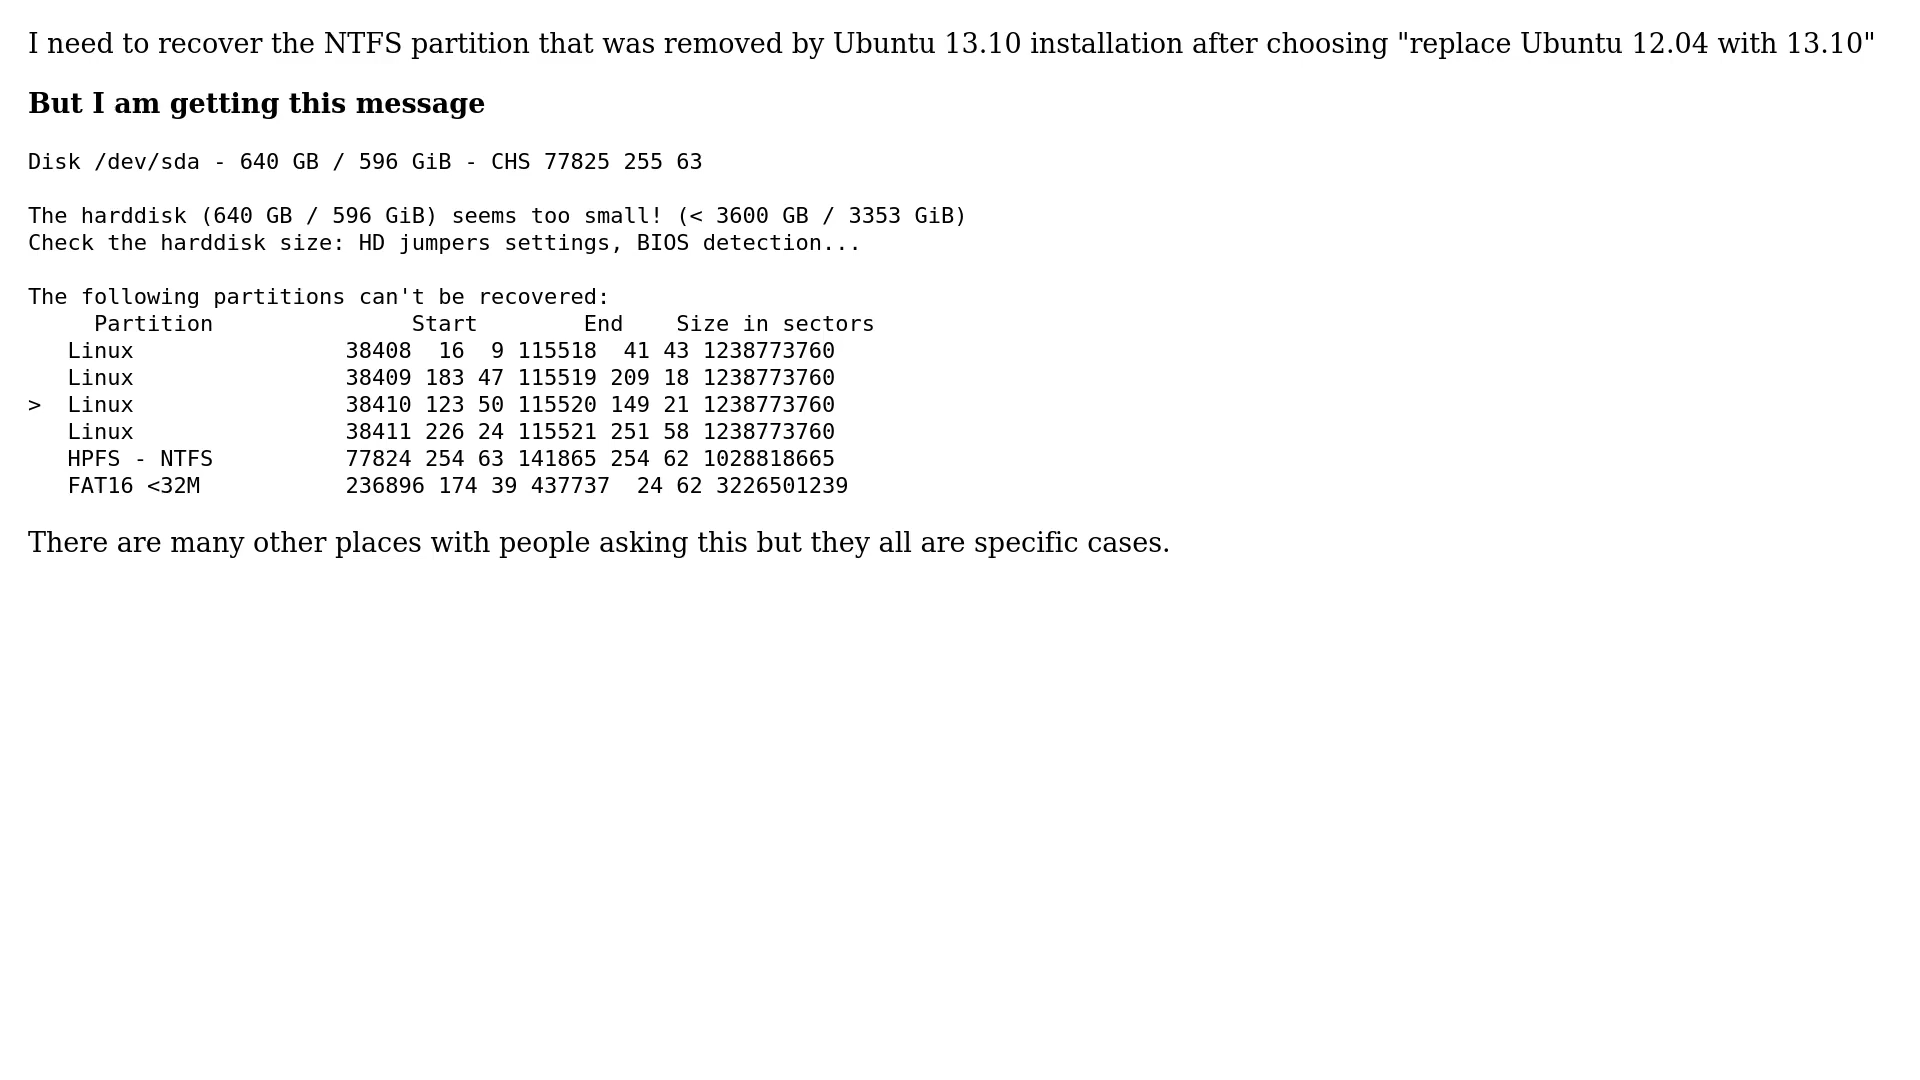 I need to recover the NTFS partition that was removed by Ubuntu 13.10 installation after choosing "replace Ubuntu 12.04 with 13.10"
But I am getting this message
Disk /dev/sda - 640 GB / 596 GiB - CHS 77825 255 63
The harddisk (640 GB / 596 GiB) seems too small! (< 3600 GB / 3353 GiB)
Check the harddisk size: HD jumpers settings, BIOS detection...
The following partitions can't be recovered:
     Partition               Start        End    Size in sectors
   Linux                38408  16  9 115518  41 43 1238773760
   Linux                38409 183 47 115519 209 18 1238773760
>  Linux                38410 123 50 115520 149 21 1238773760
   Linux                38411 226 24 115521 251 58 1238773760
   HPFS - NTFS          77824 254 63 141865 254 62 1028818665
   FAT16 <32M           236896 174 39 437737  24 62 3226501239
There are many other places with people asking this but they all are specific cases.